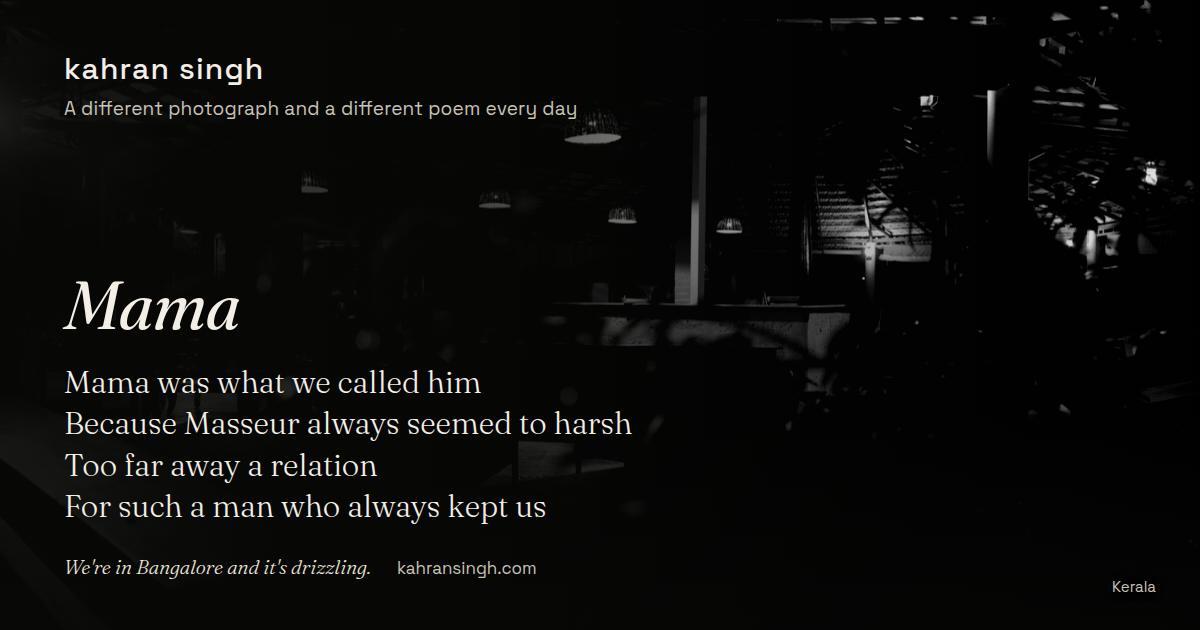 kahran singh
A different photograph and a different poem every day
Mama
Mama was what we called him
Because Masseur always seemed to harsh
Too far away a relation
For such a man who always kept us
We're in Bangalore and it's drizzling. kahransingh.com
Kerala